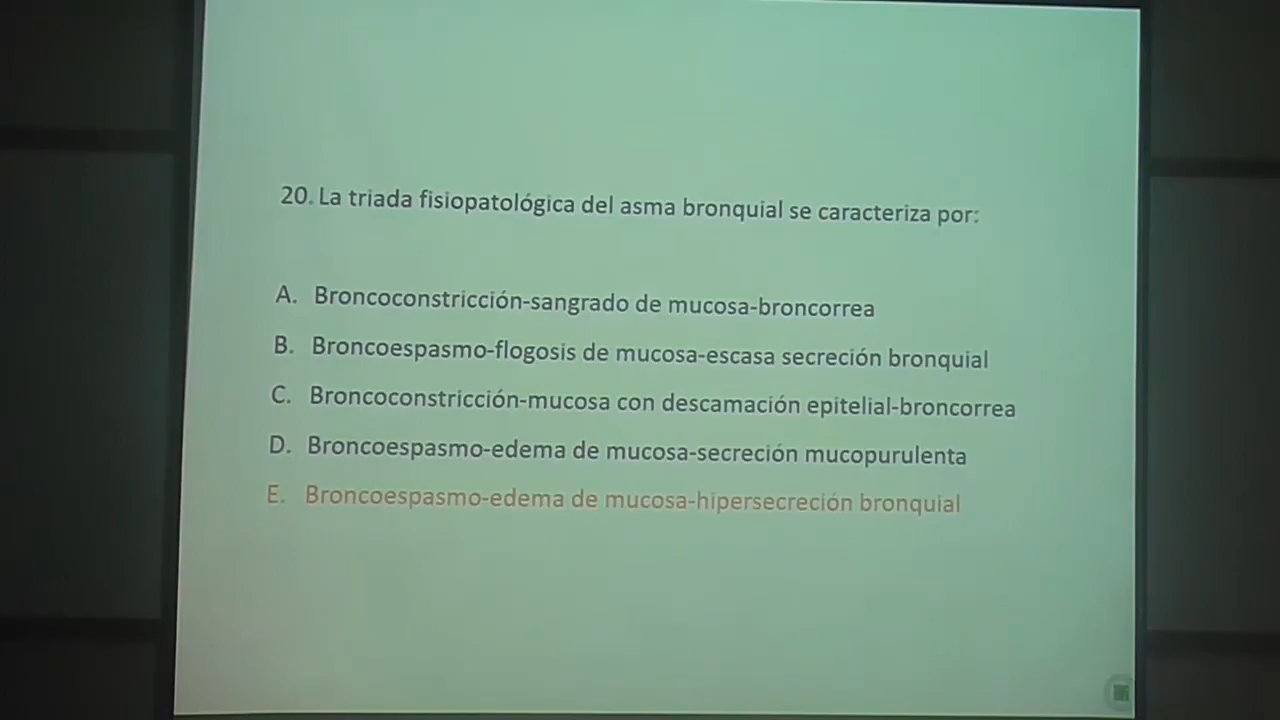 20. La triada fisiopatológica del asma bronquial se caracteriza por:
A. Broncoconstricción-sangrado de mucosa-broncorrea
B. Broncoespasmo-flogosis de mucosa-escasa secreción bronquial
C. Broncoconstricción-mucosa con descamación epitelial-broncorrea
D. Broncoespasmo-edema de mucosa-secreción mucopurulenta
E. Broncoespasmo-edema de mucosa-hipersecreción bronquial